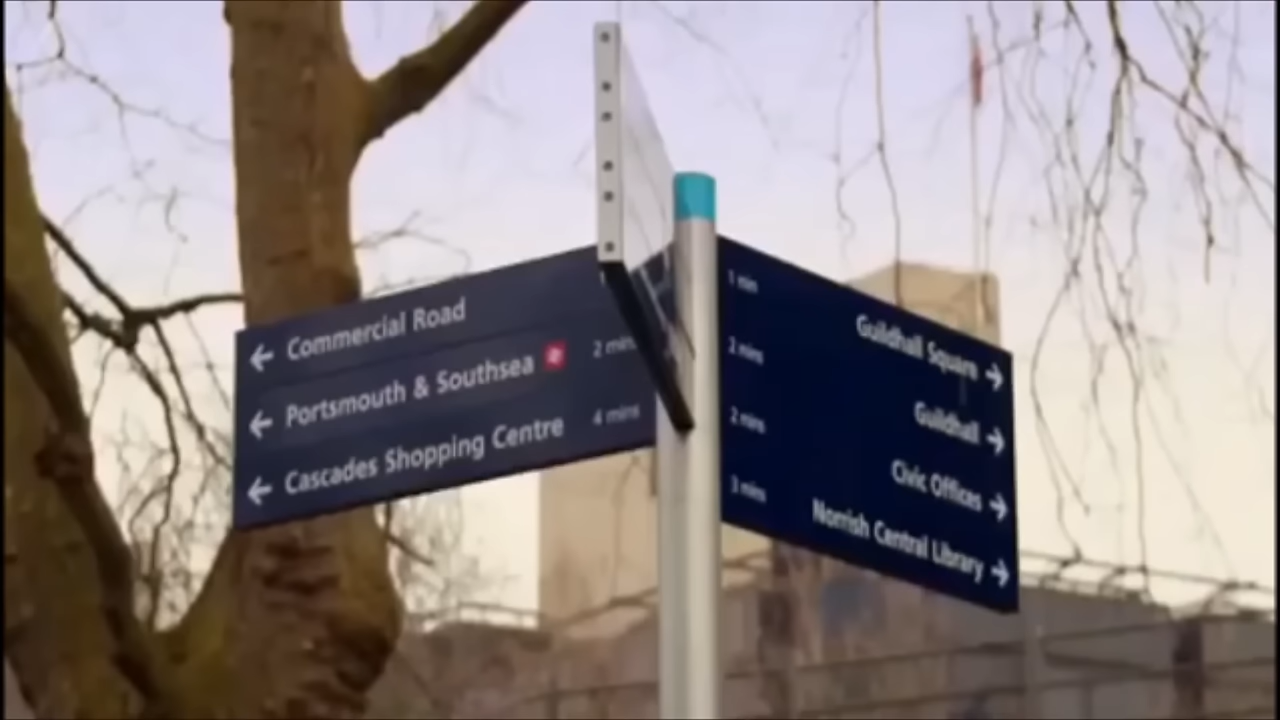 ← Commercial Road
← Portsmouth & Southsea 2 mins
← Cascades Shopping Centre 4 mins
1 min Guildhall Square →
2 mins Guildhall →
2 mins Civic Offices →
3 mins Norrish Central Library →